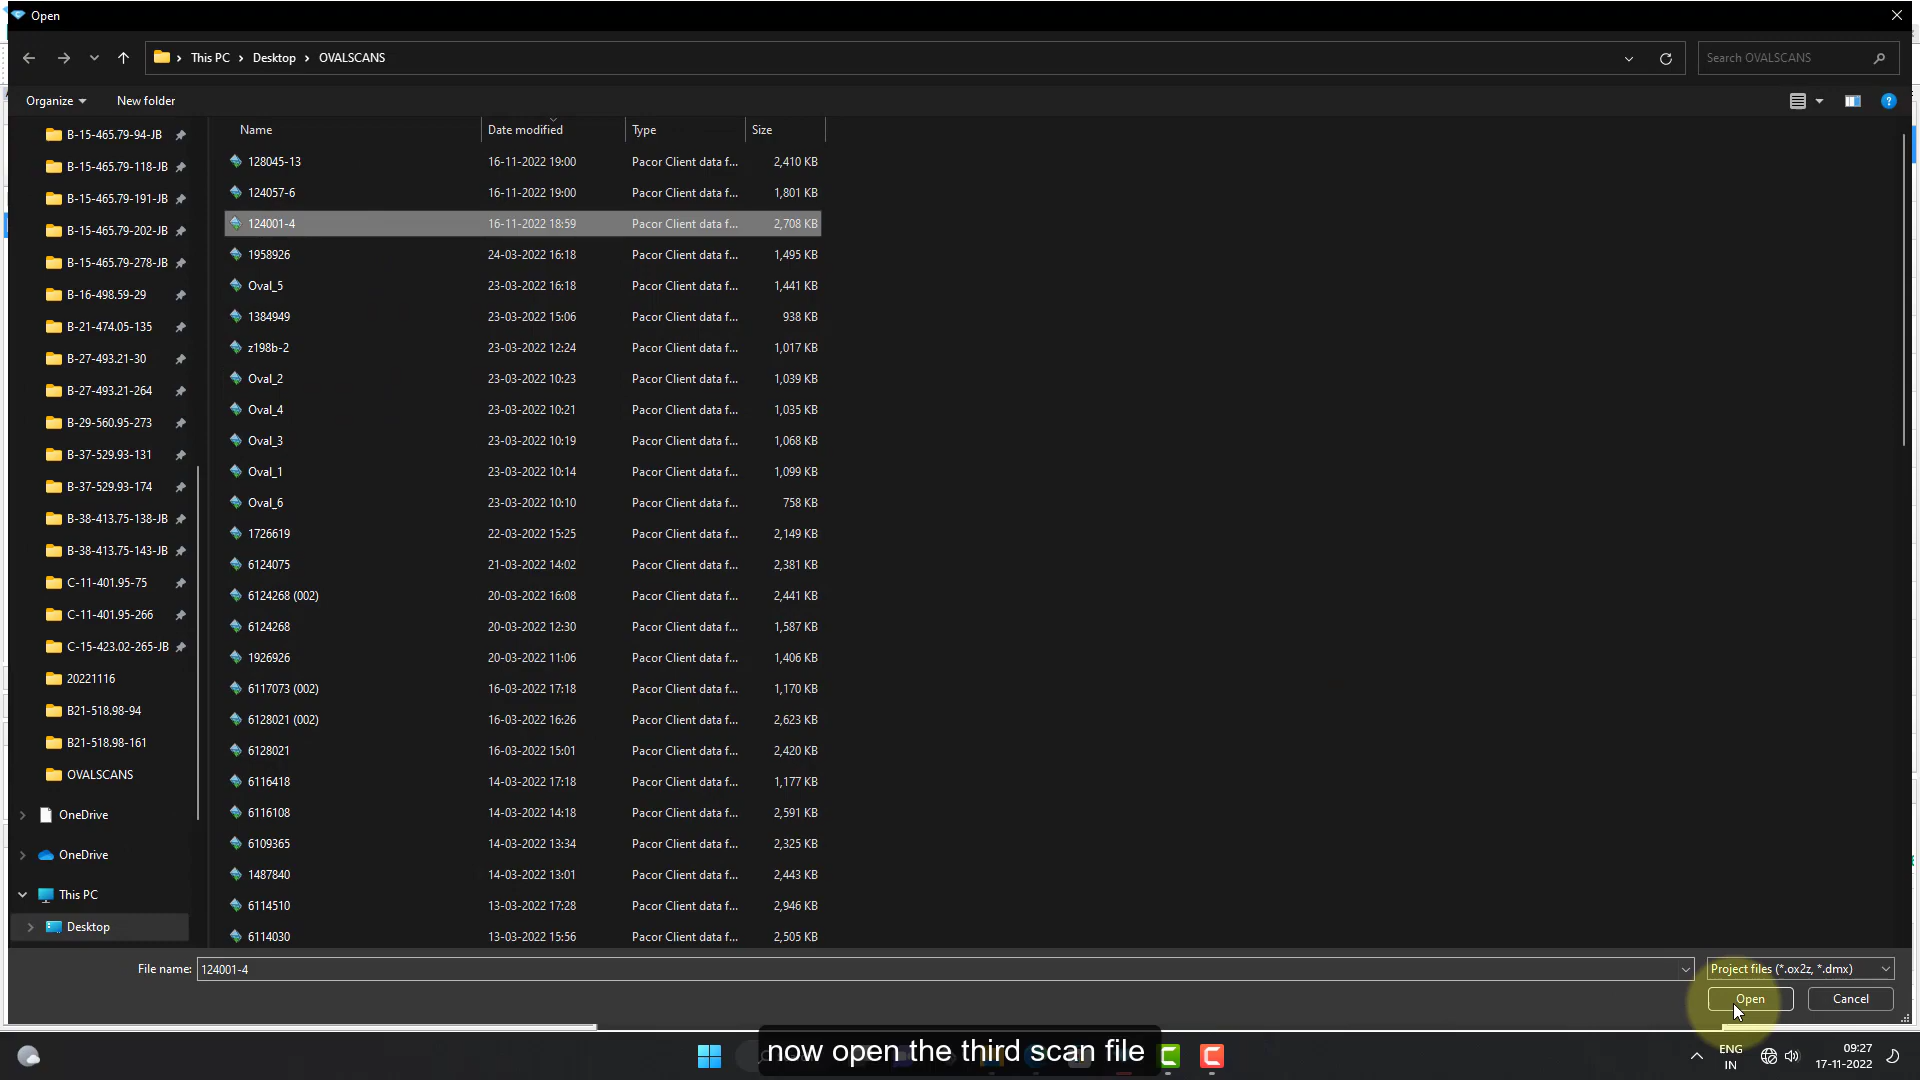 Open
This PC > Desktop > OVALSCANS
Search OVALSCANS
Organize
New folder
Name Date modified Type Size
B-15-465.79-94-JB
B-15-465.79-118-JB
B-15-465.79-191-JB
B-15-465.79-202-JB
B-15-465.79-278-JB
B-16-498.59-29
B-21-474.05-135
B-27-493.21-30
B-27-493.21-264
B-29-560.95-273
B-37-529.93-131
B-37-529.93-174
B-38-413.75-138-JB
B-38-413.75-143-JB
C-11-401.95-75
C-11-401.95-266
C-15-423.02-265-JB
20221116
B21-518.98-94
B21-518.98-161
OVALSCANS
OneDrive
OneDrive
This PC
Desktop
128045-13 16-11-2022 19:00 Pacor Client data f... 2,410 KB
124057-6 16-11-2022 19:00 Pacor Client data f... 1,801 KB
124001-4 16-11-2022 18:59 Pacor Client data f... 2,708 KB
1958926 24-03-2022 16:18 Pacor Client data f... 1,495 KB
Oval_5 23-03-2022 16:18 Pacor Client data f... 1,441 KB
1384949 23-03-2022 15:06 Pacor Client data f... 938 KB
z198b-2 23-03-2022 12:24 Pacor Client data f... 1,017 KB
Oval_2 23-03-2022 10:23 Pacor Client data f... 1,039 KB
Oval_4 23-03-2022 10:21 Pacor Client data f... 1,035 KB
Oval_3 23-03-2022 10:19 Pacor Client data f... 1,068 KB
Oval_1 23-03-2022 10:14 Pacor Client data f... 1,099 KB
Oval_6 23-03-2022 10:10 Pacor Client data f... 758 KB
1726619 22-03-2022 15:25 Pacor Client data f... 2,149 KB
6124075 21-03-2022 14:02 Pacor Client data f... 2,381 KB
6124268 (002) 20-03-2022 16:08 Pacor Client data f... 2,441 KB
6124268 20-03-2022 12:30 Pacor Client data f... 1,587 KB
1926926 20-03-2022 11:06 Pacor Client data f... 1,406 KB
6117073 (002) 16-03-2022 17:18 Pacor Client data f... 1,170 KB
6128021 (002) 16-03-2022 16:26 Pacor Client data f... 2,623 KB
6128021 16-03-2022 15:01 Pacor Client data f... 2,420 KB
6116418 14-03-2022 17:18 Pacor Client data f... 1,177 KB
6116108 14-03-2022 14:18 Pacor Client data f... 2,591 KB
6109365 14-03-2022 13:34 Pacor Client data f... 2,325 KB
1487840 14-03-2022 13:01 Pacor Client data f... 2,443 KB
6114510 13-03-2022 17:28 Pacor Client data f... 2,946 KB
6114030 13-03-2022 15:56 Pacor Client data f... 2,505 KB
File name: 124001-4
Project files (*.ox2z, *.dmx)
Open
Cancel
now open the third scan file
ENG
IN
09:27
17-11-2022